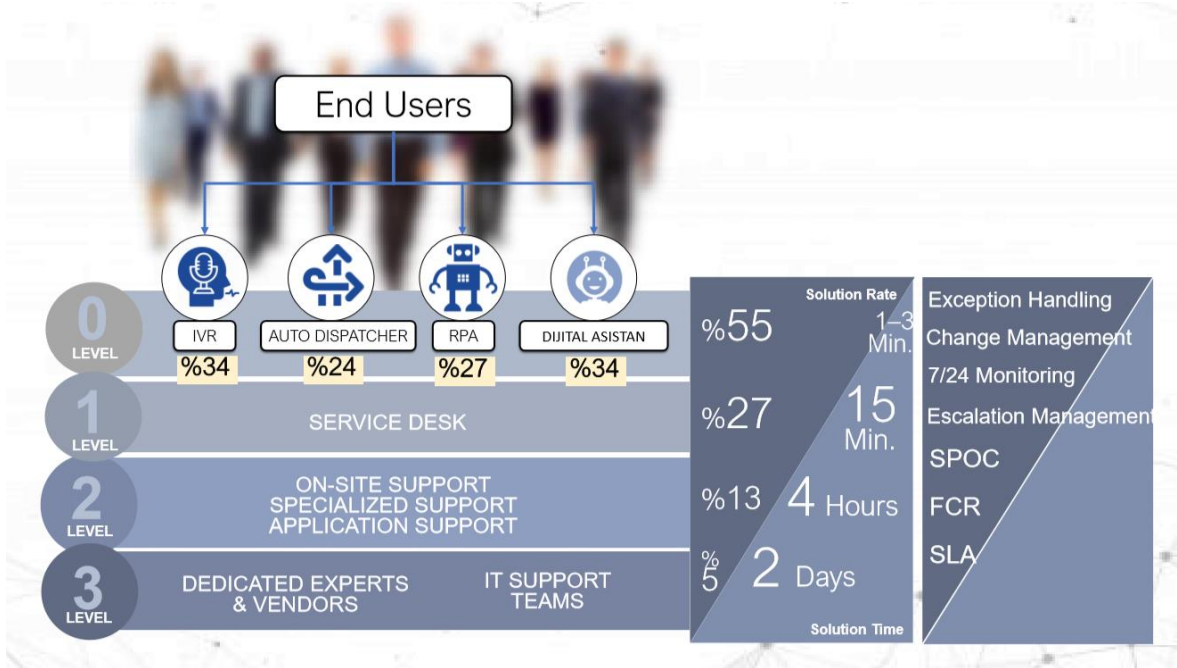 End Users
IVR
AUTO DISPATCHER
RPA
DIJITAL ASISTAN
%34
%24
%27
%34
0
LEVEL
1
LEVEL
SERVICE DESK
2
LEVEL
ON-SITE SUPPORT
SPECIALIZED SUPPORT
APPLICATION SUPPORT
3
LEVEL
DEDICATED EXPERTS
& VENDORS
IT SUPPORT
TEAMS
Solution Rate
%55
1–3
Min.
%27
15
Min.
%13
4 Hours
%
5
2 Days
Solution Time
Exception Handling
Change Management
7/24 Monitoring
Escalation Management
SPOC
FCR
SLA